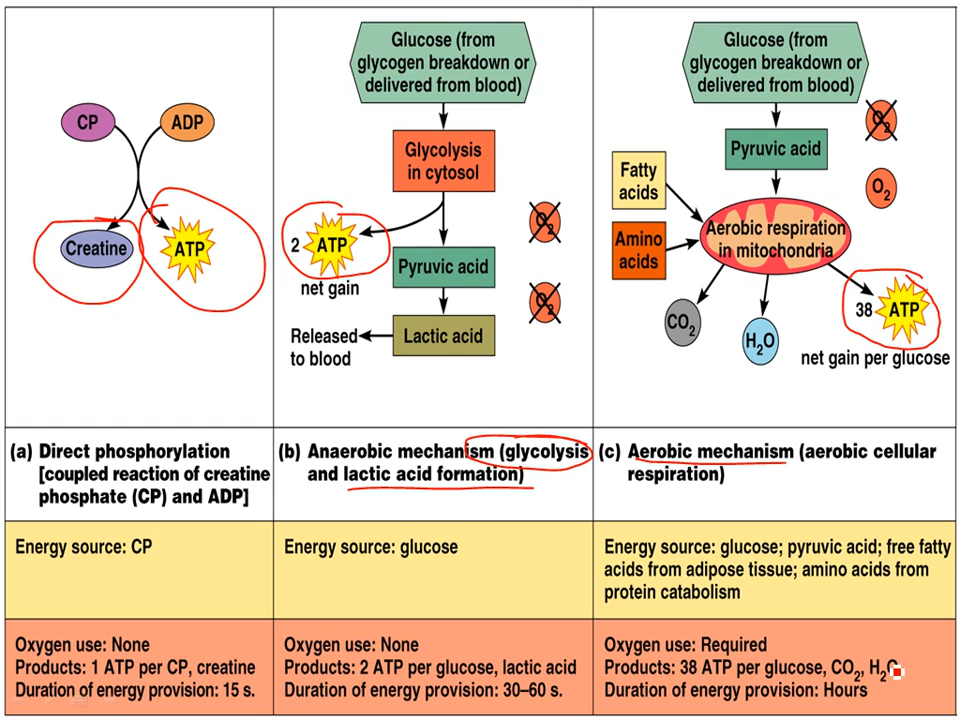 CP
ADP
Creatine
ATP
Glucose (from
glycogen breakdown or
delivered from blood)
Glycolysis
in cytosol
2 ATP
net gain
O2
Pyruvic acid
O2
Released
to blood
Lactic acid
Glucose (from
glycogen breakdown or
delivered from blood)
O2
Pyruvic acid
Fatty
acids
O2
Amino
acids
Aerobic respiration
in mitochondria
CO2
H2O
38 ATP
net gain per glucose
(a) Direct phosphorylation
[coupled reaction of creatine
phosphate (CP) and ADP]
(b) Anaerobic mechanism (glycolysis
and lactic acid formation)
(c) Aerobic mechanism (aerobic cellular
respiration)
Energy source: CP
Energy source: glucose
Energy source: glucose; pyruvic acid; free fatty
acids from adipose tissue; amino acids from
protein catabolism
Oxygen use: None
Products: 1 ATP per CP, creatine
Duration of energy provision: 15 s.
Oxygen use: None
Products: 2 ATP per glucose, lactic acid
Duration of energy provision: 30–60 s.
Oxygen use: Required
Products: 38 ATP per glucose, CO2, H2O
Duration of energy provision: Hours